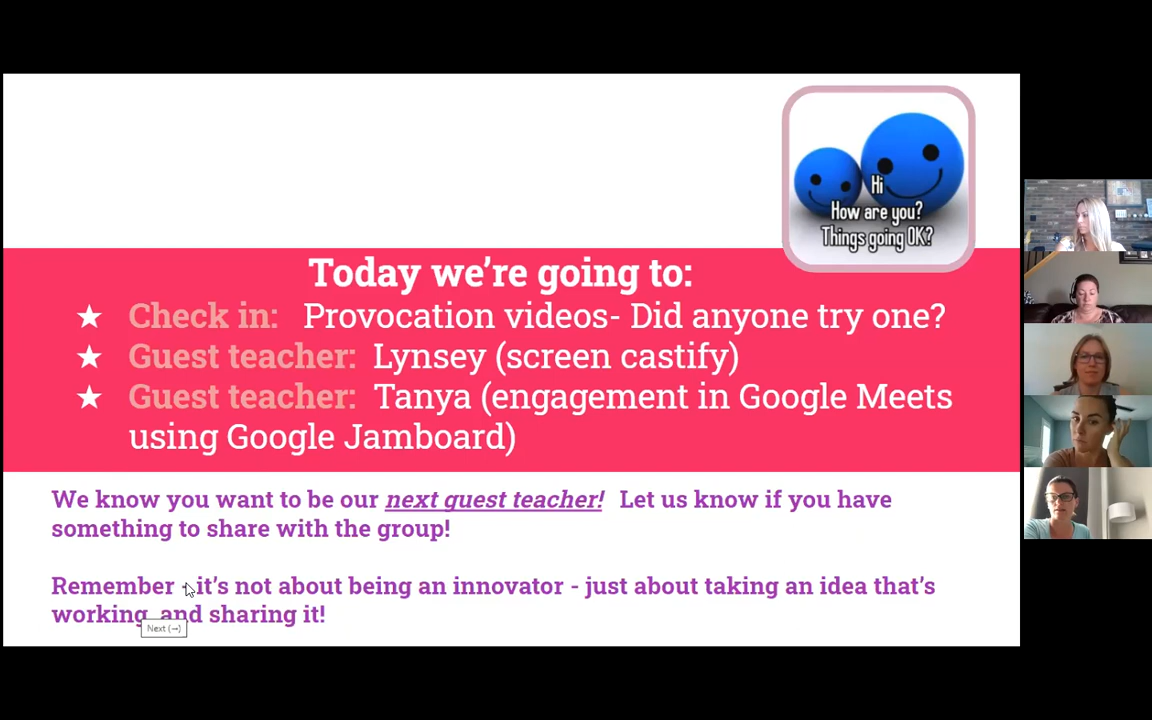 Hi
How are you?
Things going OK?
Today we're going to:
★ Check in: Provocation videos- Did anyone try one?
★ Guest teacher: Lynsey (screen castify)
★ Guest teacher: Tanya (engagement in Google Meets
using Google Jamboard)
We know you want to be our next guest teacher! Let us know if you have
something to share with the group!
Remember - it's not about being an innovator - just about taking an idea that's
working, and sharing it!
Next (→)